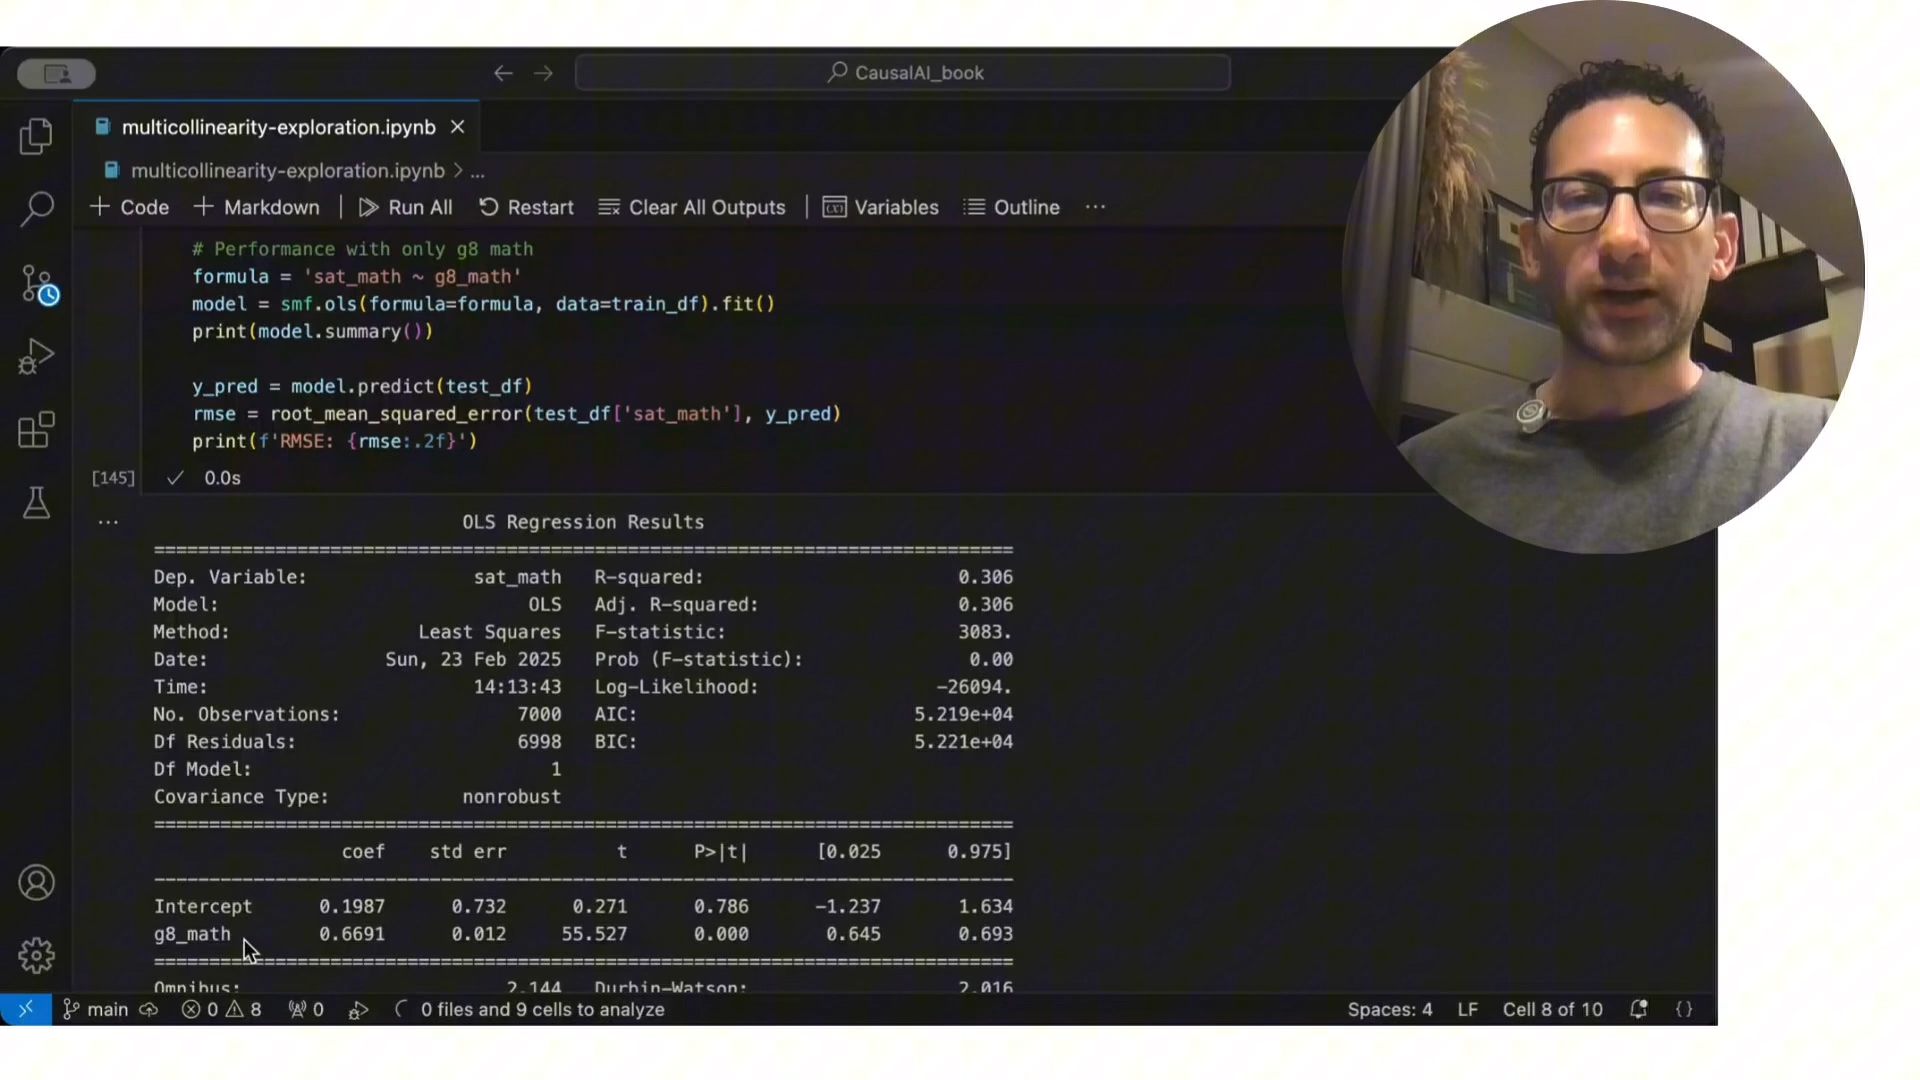 CausalAI_book
multicollinearity-exploration.ipynb
multicollinearity-exploration.ipynb > ...
+ Code + Markdown Run All Restart Clear All Outputs Variables Outline ...
# Performance with only g8 math
formula = 'sat_math ~ g8_math'
model = smf.ols(formula=formula, data=train_df).fit()
print(model.summary())
y_pred = model.predict(test_df)
rmse = root_mean_squared_error(test_df['sat_math'], y_pred)
print(f'RMSE: {rmse:.2f}')
[145] 0.0s
...
OLS Regression Results
==============================================================================
Dep. Variable: sat_math R-squared: 0.306
Model: OLS Adj. R-squared: 0.306
Method: Least Squares F-statistic: 3083.
Date: Sun, 23 Feb 2025 Prob (F-statistic): 0.00
Time: 14:13:43 Log-Likelihood: -26094.
No. Observations: 7000 AIC: 5.219e+04
Df Residuals: 6998 BIC: 5.221e+04
Df Model: 1
Covariance Type: nonrobust
==============================================================================
coef std err t P>|t| [0.025 0.975]
------------------------------------------------------------------------------
Intercept 0.1987 0.732 0.271 0.786 -1.237 1.634
g8_math 0.6691 0.012 55.527 0.000 0.645 0.693
==============================================================================
Omnibus: 2.144 Durbin-Watson: 2.016
main 0 8 0 0 files and 9 cells to analyze Spaces: 4 LF Cell 8 of 10 {}